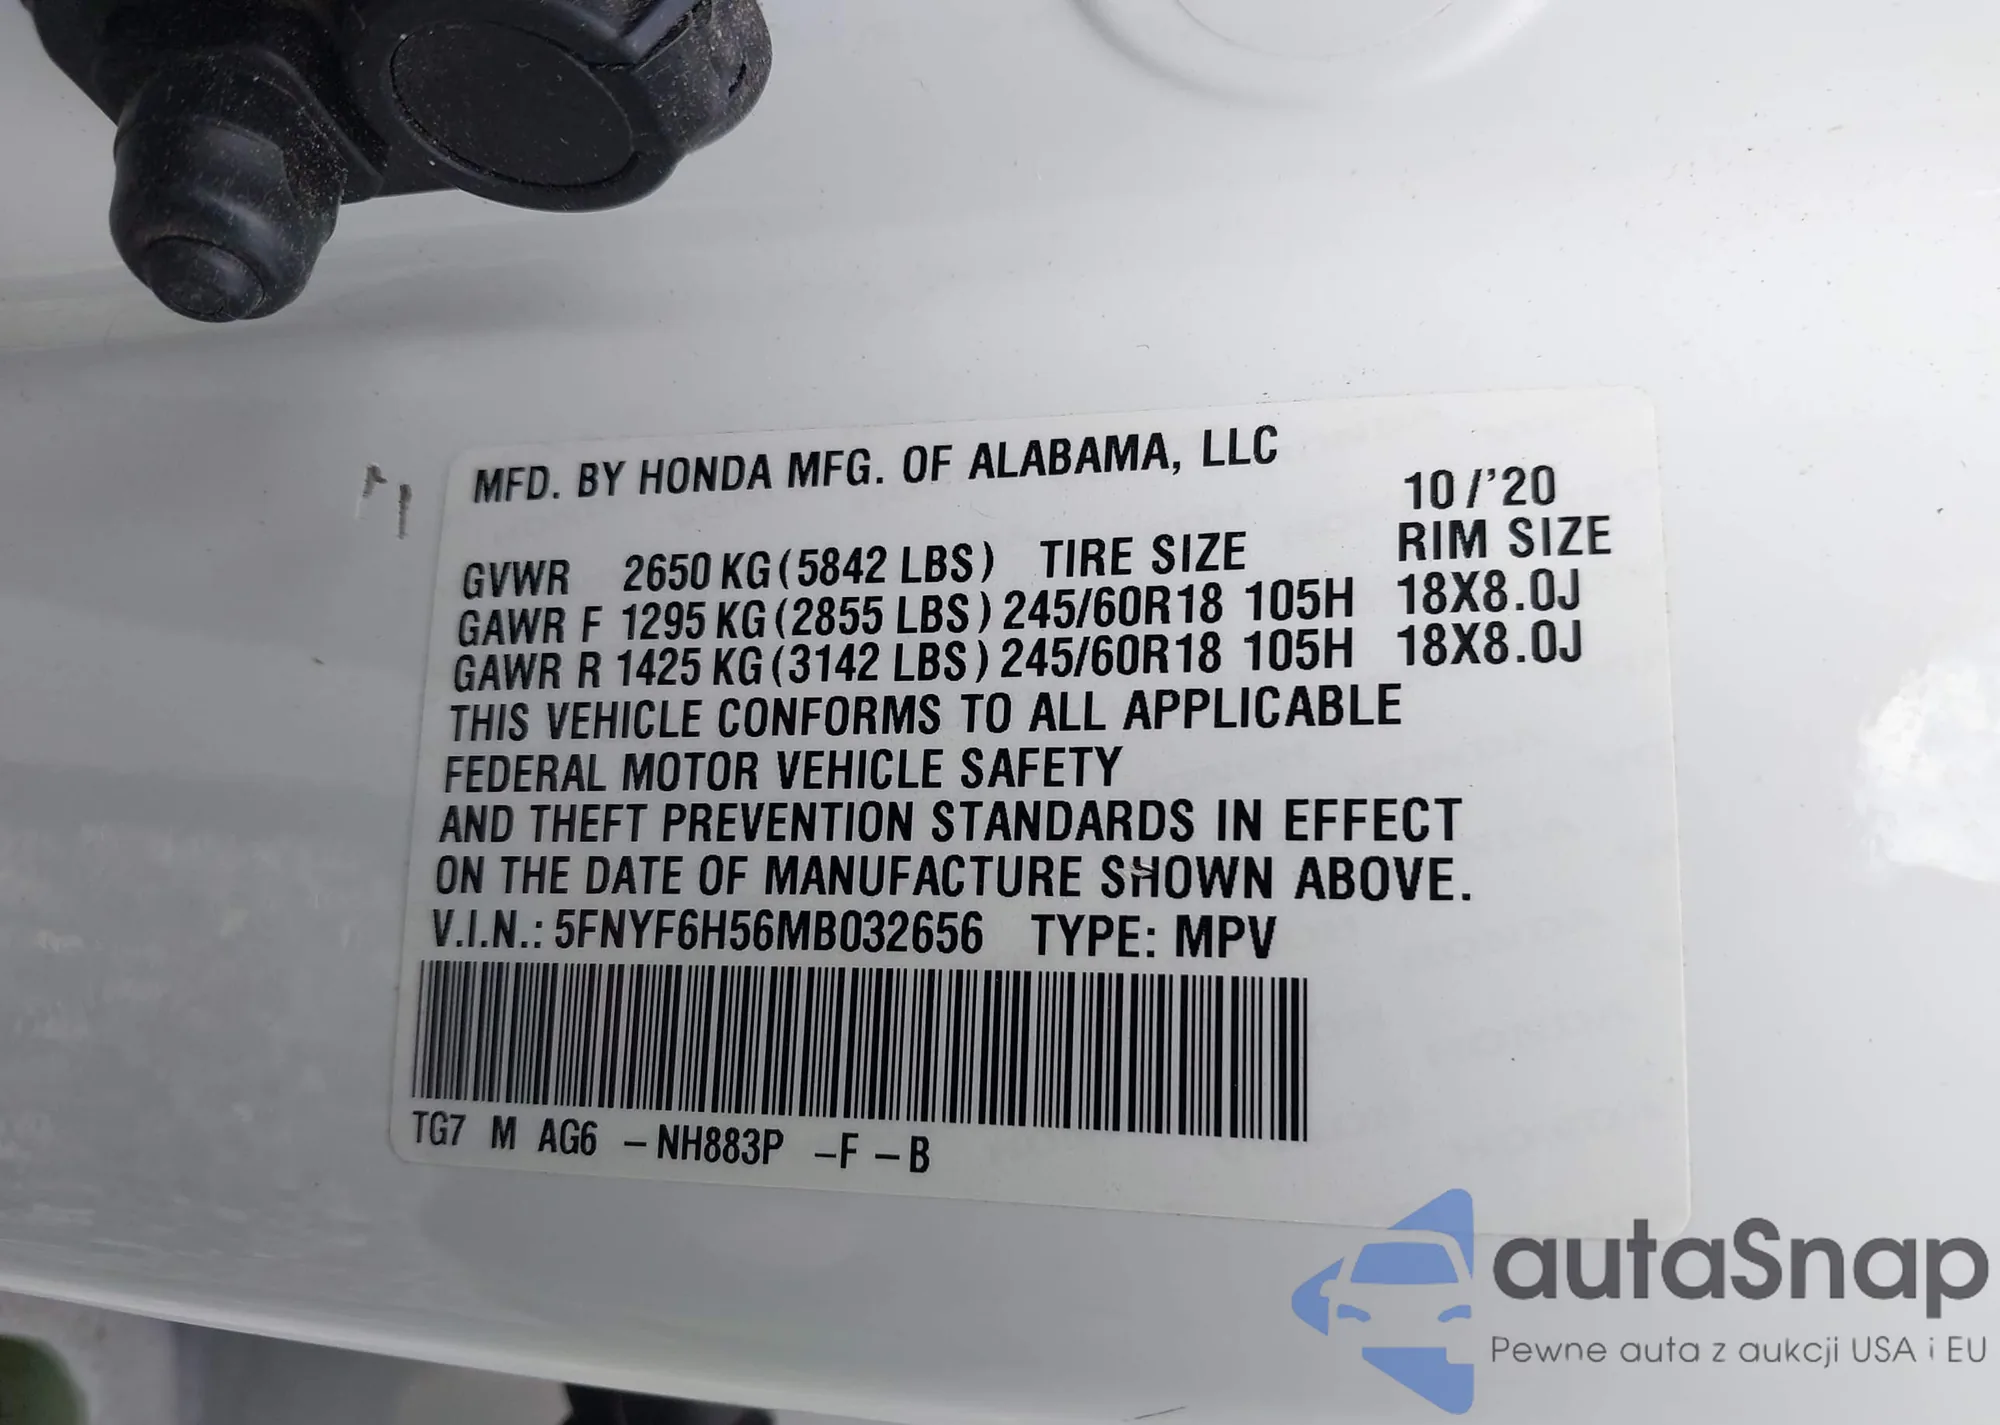 MFD. BY HONDA MFG. OF ALABAMA, LLC
10/'20
GVWR 2650 KG (5842 LBS) TIRE SIZE RIM SIZE
GAWR F 1295 KG (2855 LBS) 245/60R18 105H 18X8.0J
GAWR R 1425 KG (3142 LBS) 245/60R18 105H 18X8.0J
THIS VEHICLE CONFORMS TO ALL APPLICABLE
FEDERAL MOTOR VEHICLE SAFETY
AND THEFT PREVENTION STANDARDS IN EFFECT
ON THE DATE OF MANUFACTURE SHOWN ABOVE.
V.I.N.: 5FNYF6H56MB032656 TYPE: MPV
TG7 M AG6 –NH883P –F –B
autaSnap
Pewne auta z aukcji USA i EU